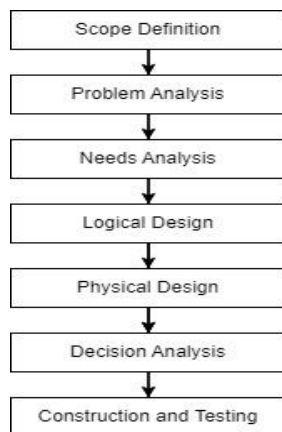 Scope Definition
Problem Analysis
Needs Analysis
Logical Design
Physical Design
Decision Analysis
Construction and Testing